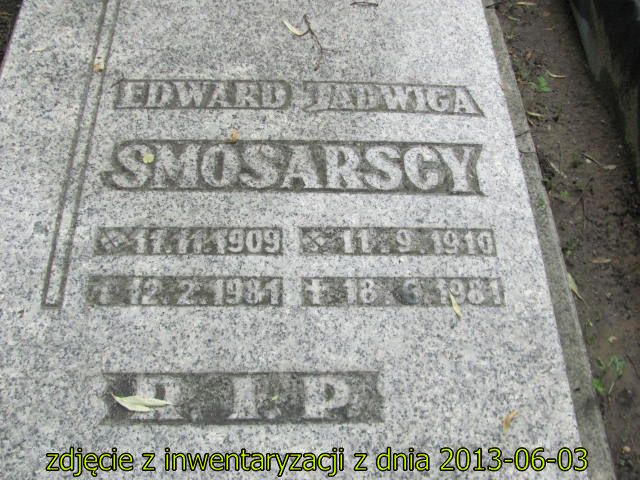 EDWARD JADWIGA
SMOSARSCY
* 11.11.1909 * 11.9.1910
† 12.2.1981 † 18.6.1981
R.I.P.
zdjęcie z inwentaryzacji z dnia 2013-06-03